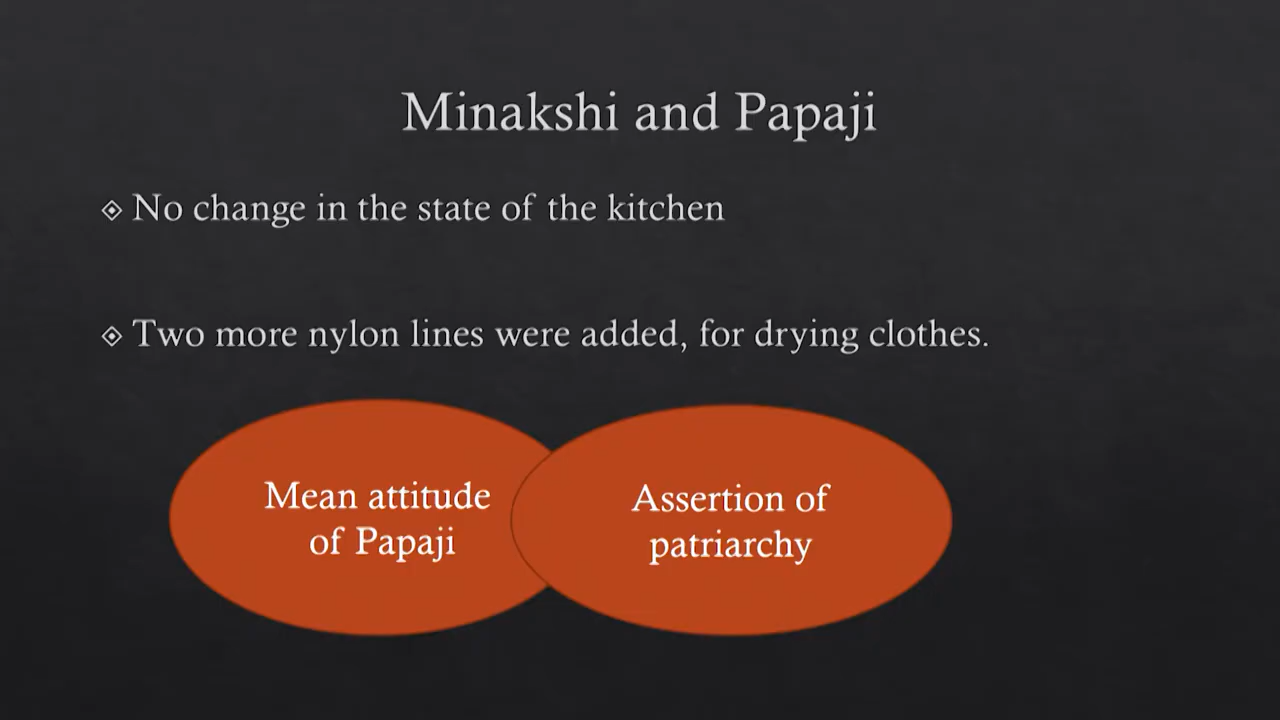 Minakshi and Papaji
No change in the state of the kitchen
Two more nylon lines were added, for drying clothes.
Mean attitude
of Papaji
Assertion of
patriarchy